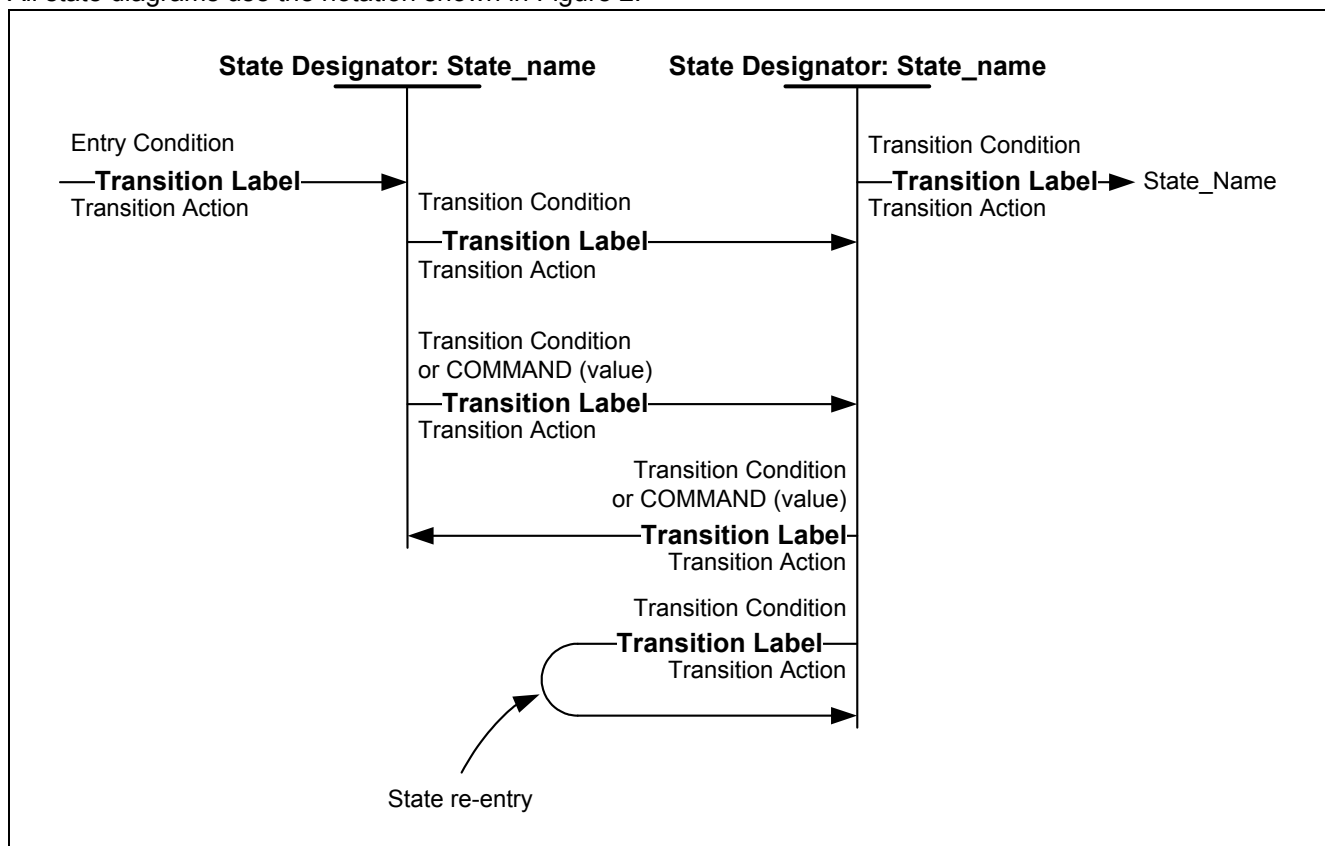 All state diagrams use the notation shown in Figure 2.
State Designator: State_name
State Designator: State_name
Entry Condition
Transition Label
Transition Action
Transition Condition
Transition Label
State_Name
Transition Action
Transition Condition
Transition Label
Transition Action
Transition Condition
or COMMAND (value)
Transition Label
Transition Action
Transition Condition
or COMMAND (value)
Transition Label
Transition Action
Transition Condition
Transition Label
Transition Action
State re-entry